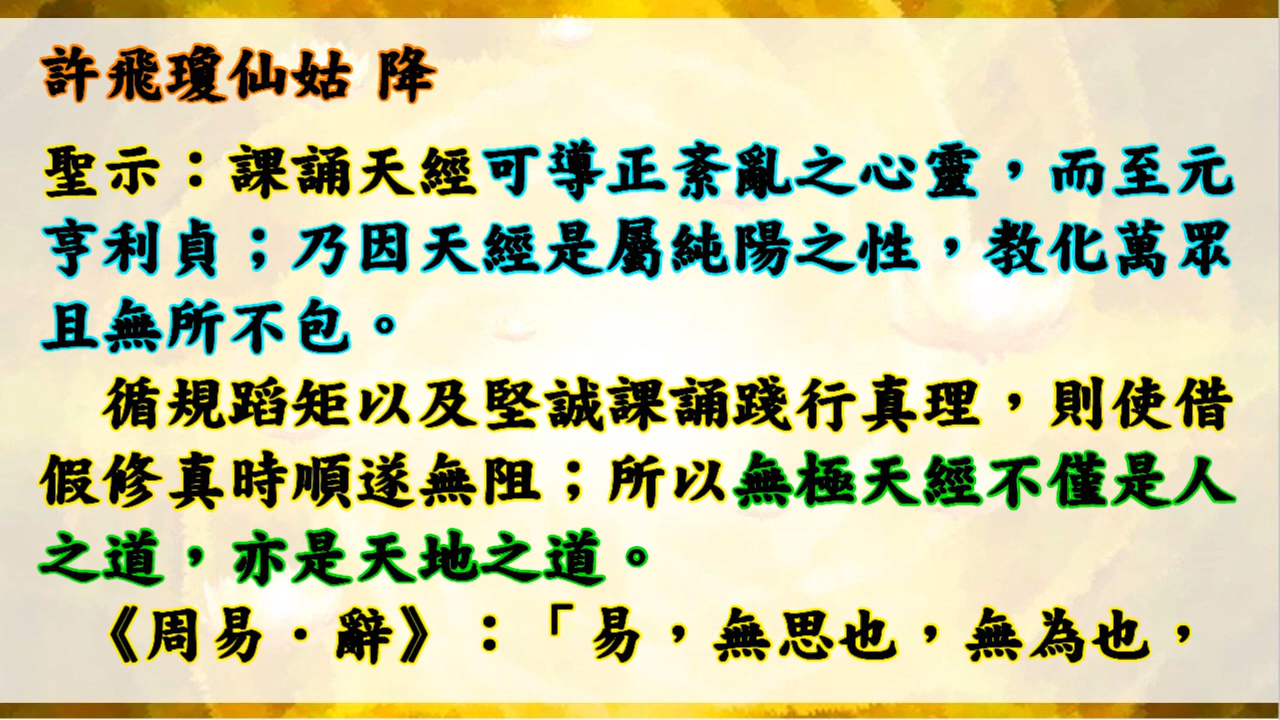 許飛瓊仙姑 降
聖示：課誦天經可導正紊亂之心靈，而至元
亨利貞；乃因天經是屬純陽之性，教化萬眾
且無所不包。
循規蹈矩以及堅誠課誦踐行真理，則使借
假修真時順遂無阻；所以無極天經不僅是人
之道，亦是天地之道。
《周易．辭》：「易，無思也，無為也，